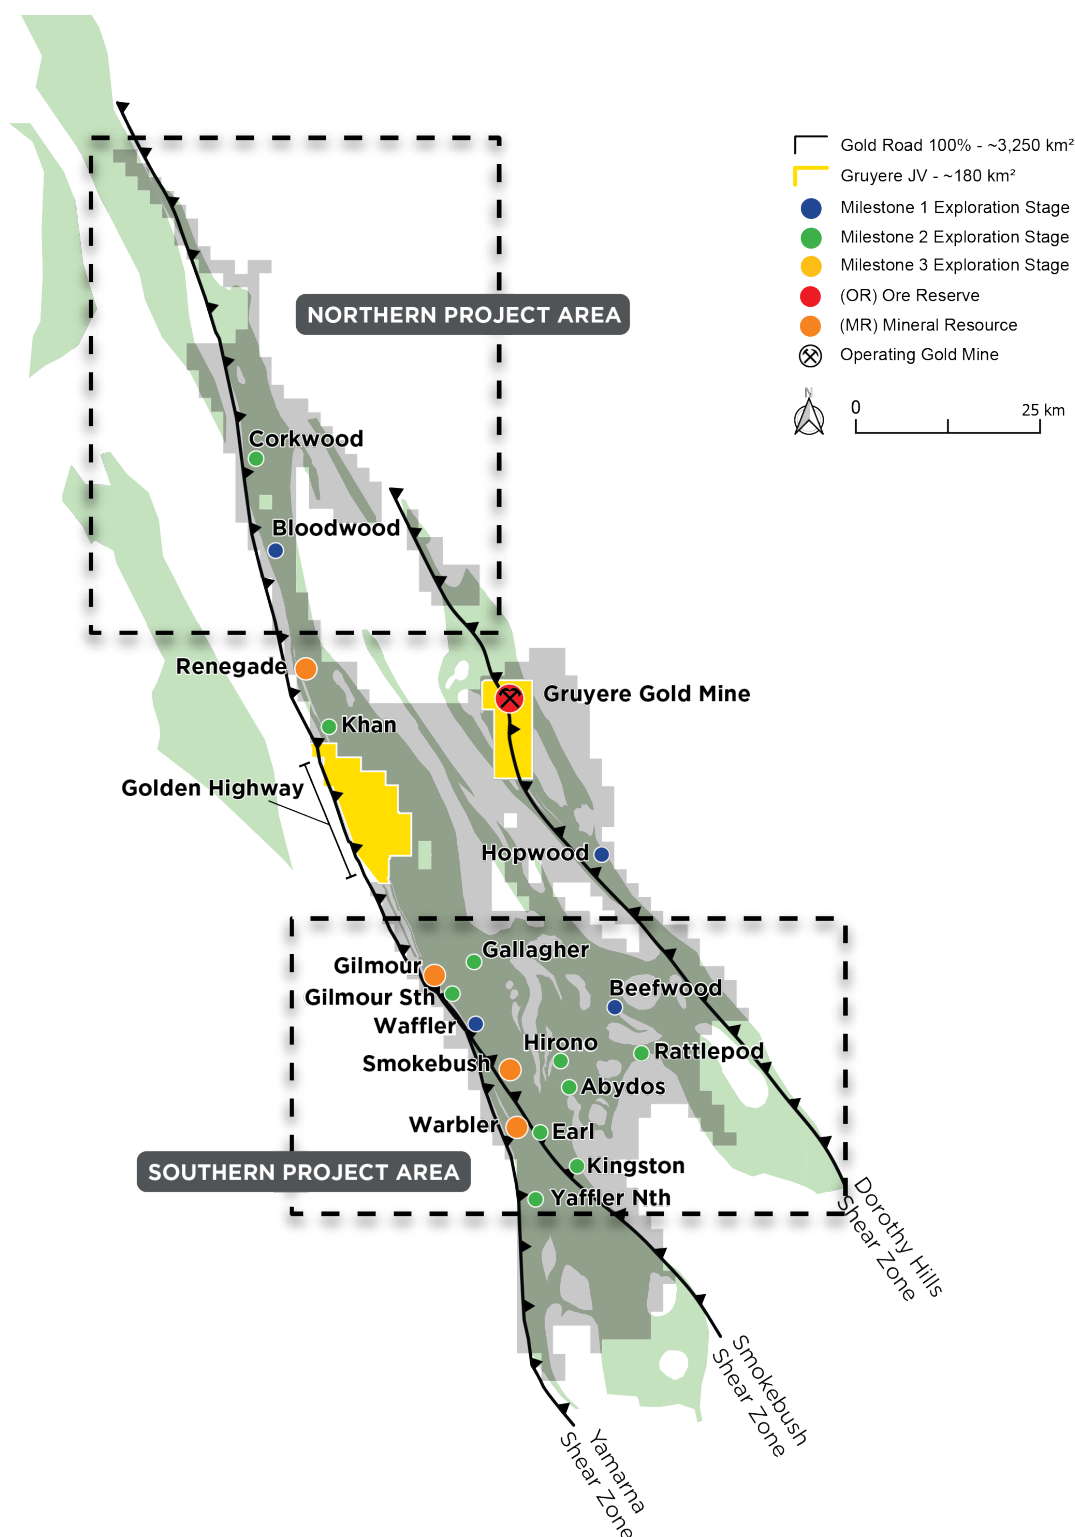 Gold Road 100% - ~3,250 km²
Gruyere JV - ~180 km²
Milestone 1 Exploration Stage
Milestone 2 Exploration Stage
Milestone 3 Exploration Stage
(OR) Ore Reserve
(MR) Mineral Resource
Operating Gold Mine
N
0
25 km
NORTHERN PROJECT AREA
Corkwood
Bloodwood
Renegade
Gruyere Gold Mine
Khan
Golden Highway
Hopwood
Gallagher
Gilmour
Gilmour Sth
Beefwood
Waffler
Hirono
Rattlepod
Smokebush
Abydos
Warbler
Earl
SOUTHERN PROJECT AREA
Kingston
Yaffler Nth
Dorothy Hills
Shear Zone
Smokebush
Shear Zone
Yamarna
Shear Zone